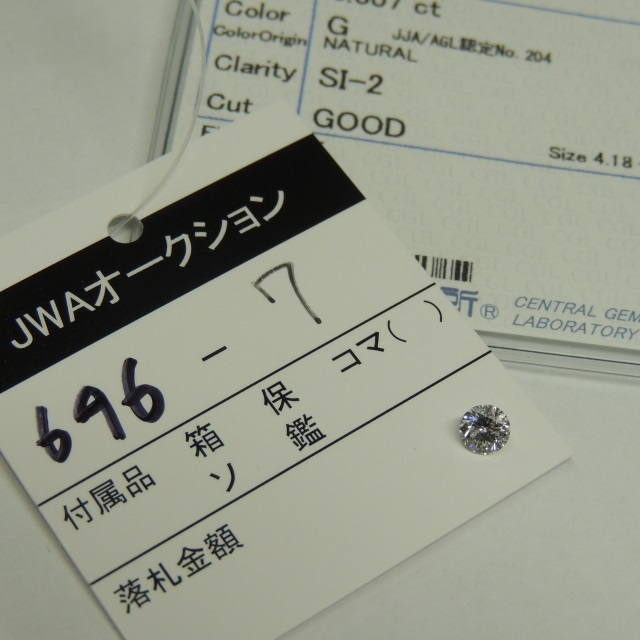 Color G
ColorOrigin NATURAL JJA/AGL認定No. 204
Clarity SI-2
Cut GOOD
Size 4.18
CENTRAL GEM
LABORATORY
JWAオークション
696 - 7
付属品 箱 保 コマ( )
ソ 鑑
落札金額